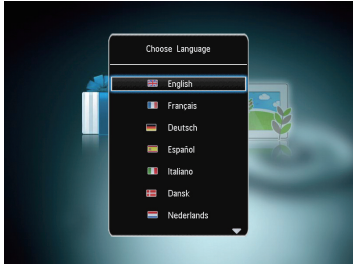 Choose Language
English
Français
Deutsch
Español
Italiano
Dansk
Nederlands